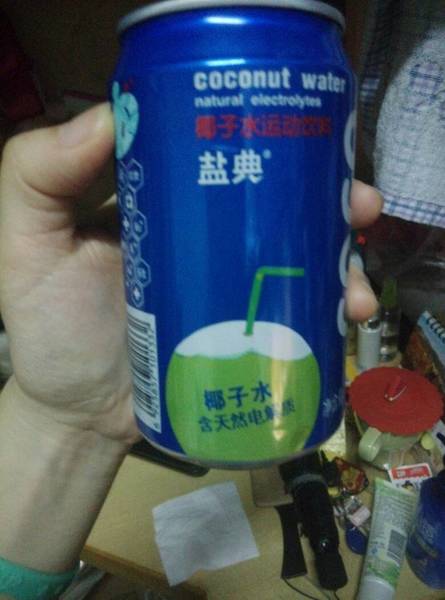 coconut water
natural electrolytes
椰子水运动饮料
盐典®
椰子水
含天然电解质